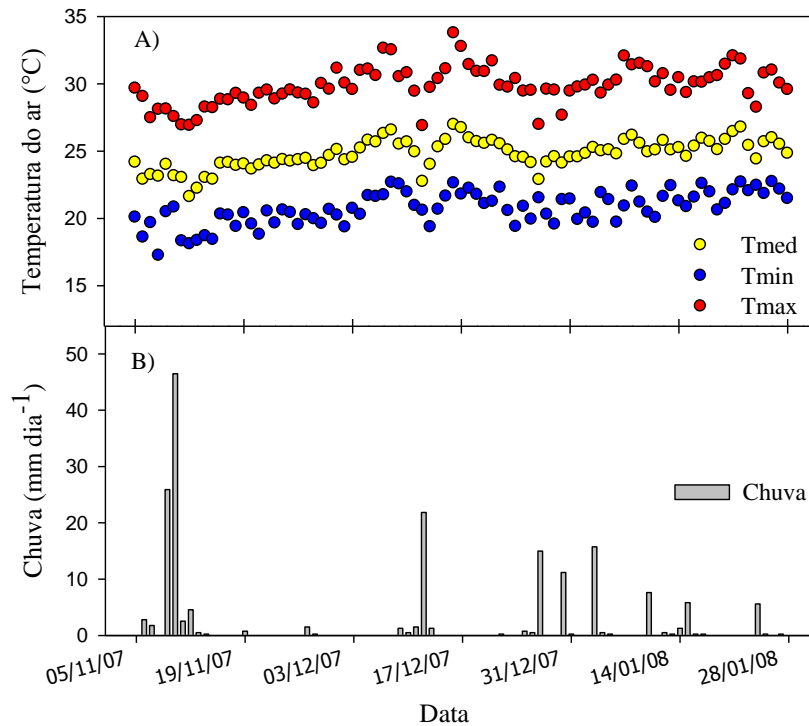 A)
35
30
25
20
15
Temperatura do ar (°C)
Tmed
Tmin
Tmax
B)
50
40
30
20
10
0
Chuva (mm dia⁻¹)
Chuva
05/11/07
19/11/07
03/12/07
17/12/07
31/12/07
14/01/08
28/01/08
Data